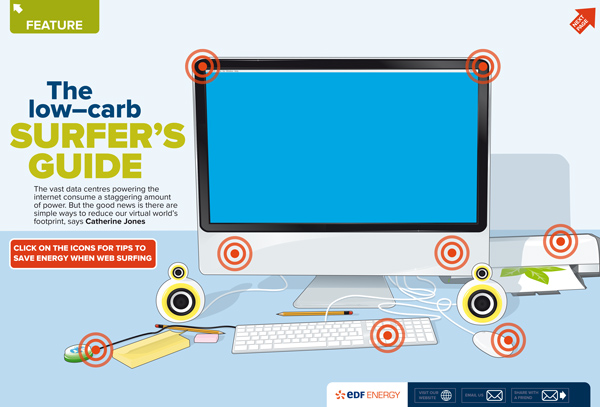 FEATURE
NEXT
PAGE
The
low–carb
SURFER'S
GUIDE
The vast data centres powering the
internet consume a staggering amount
of power. But the good news is there are
simple ways to reduce our virtual world's
footprint, says Catherine Jones
CLICK ON THE ICONS FOR TIPS TO
SAVE ENERGY WHEN WEB SURFING
eDF ENERGY
VISIT OUR
WEBSITE
EMAIL US
SHARE WITH
A FRIEND